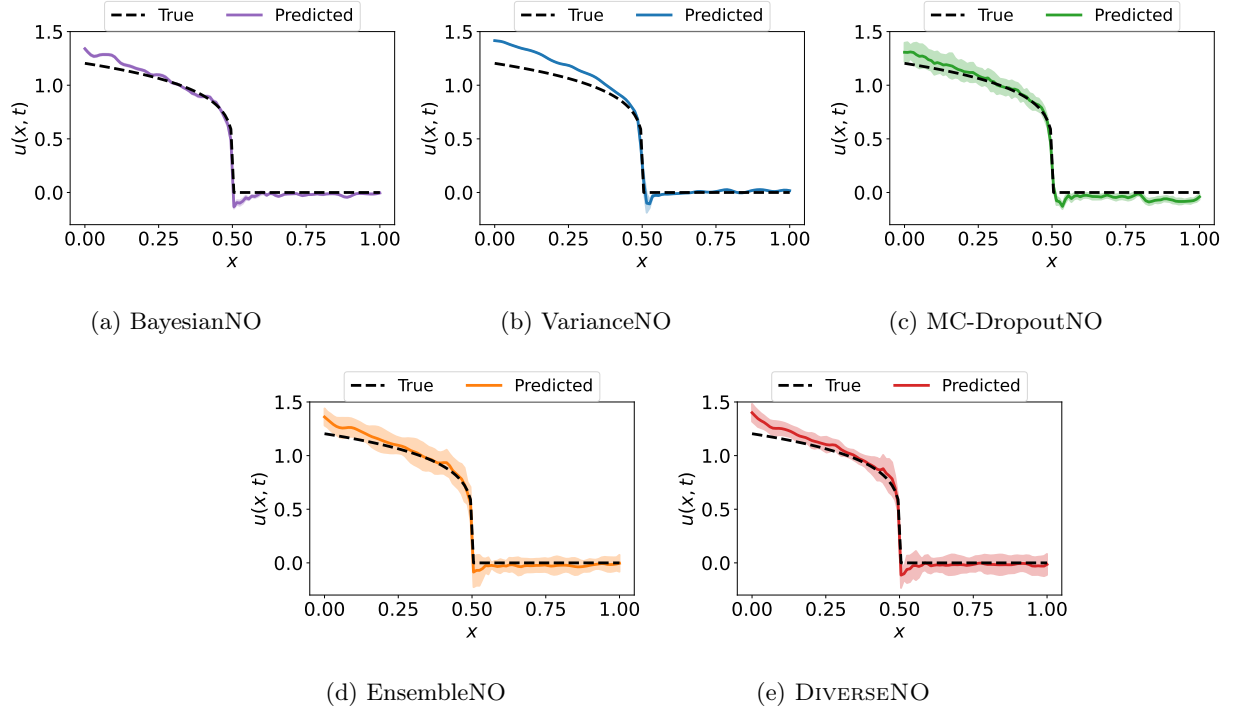 True Predicted
True Predicted
True Predicted
1.5
1.0
0.5
0.0
u(x, t)
0.00 0.25 0.50 0.75 1.00
x
1.5
1.0
0.5
0.0
u(x, t)
0.00 0.25 0.50 0.75 1.00
x
1.5
1.0
0.5
0.0
u(x, t)
0.00 0.25 0.50 0.75 1.00
x
(a) BayesianNO
(b) VarianceNO
(c) MC-DropoutNO
True Predicted
True Predicted
1.5
1.0
0.5
0.0
u(x, t)
0.00 0.25 0.50 0.75 1.00
x
1.5
1.0
0.5
0.0
u(x, t)
0.00 0.25 0.50 0.75 1.00
x
(d) EnsembleNO
(e) DIVERSENO